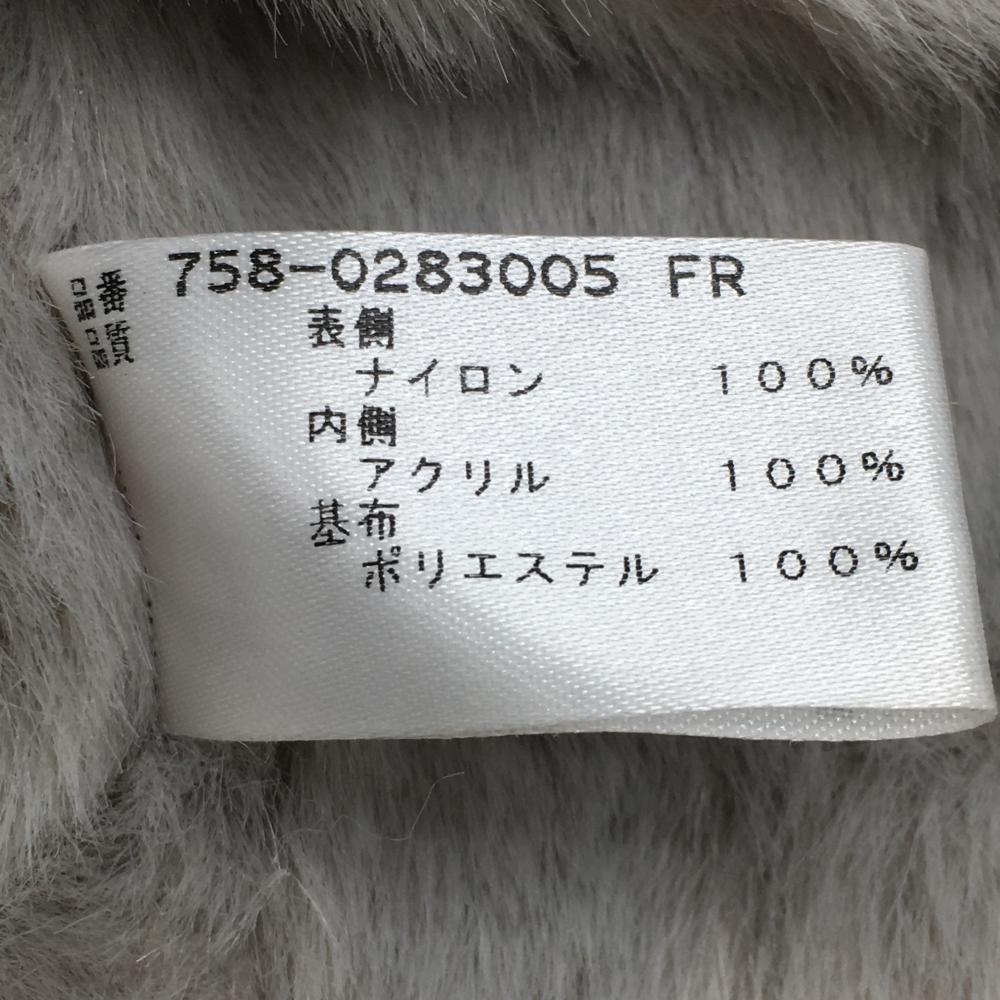 品番 758-0283005 FR
品質
表側
ナイロン 100%
内側
アクリル 100%
基布
ポリエステル 100%